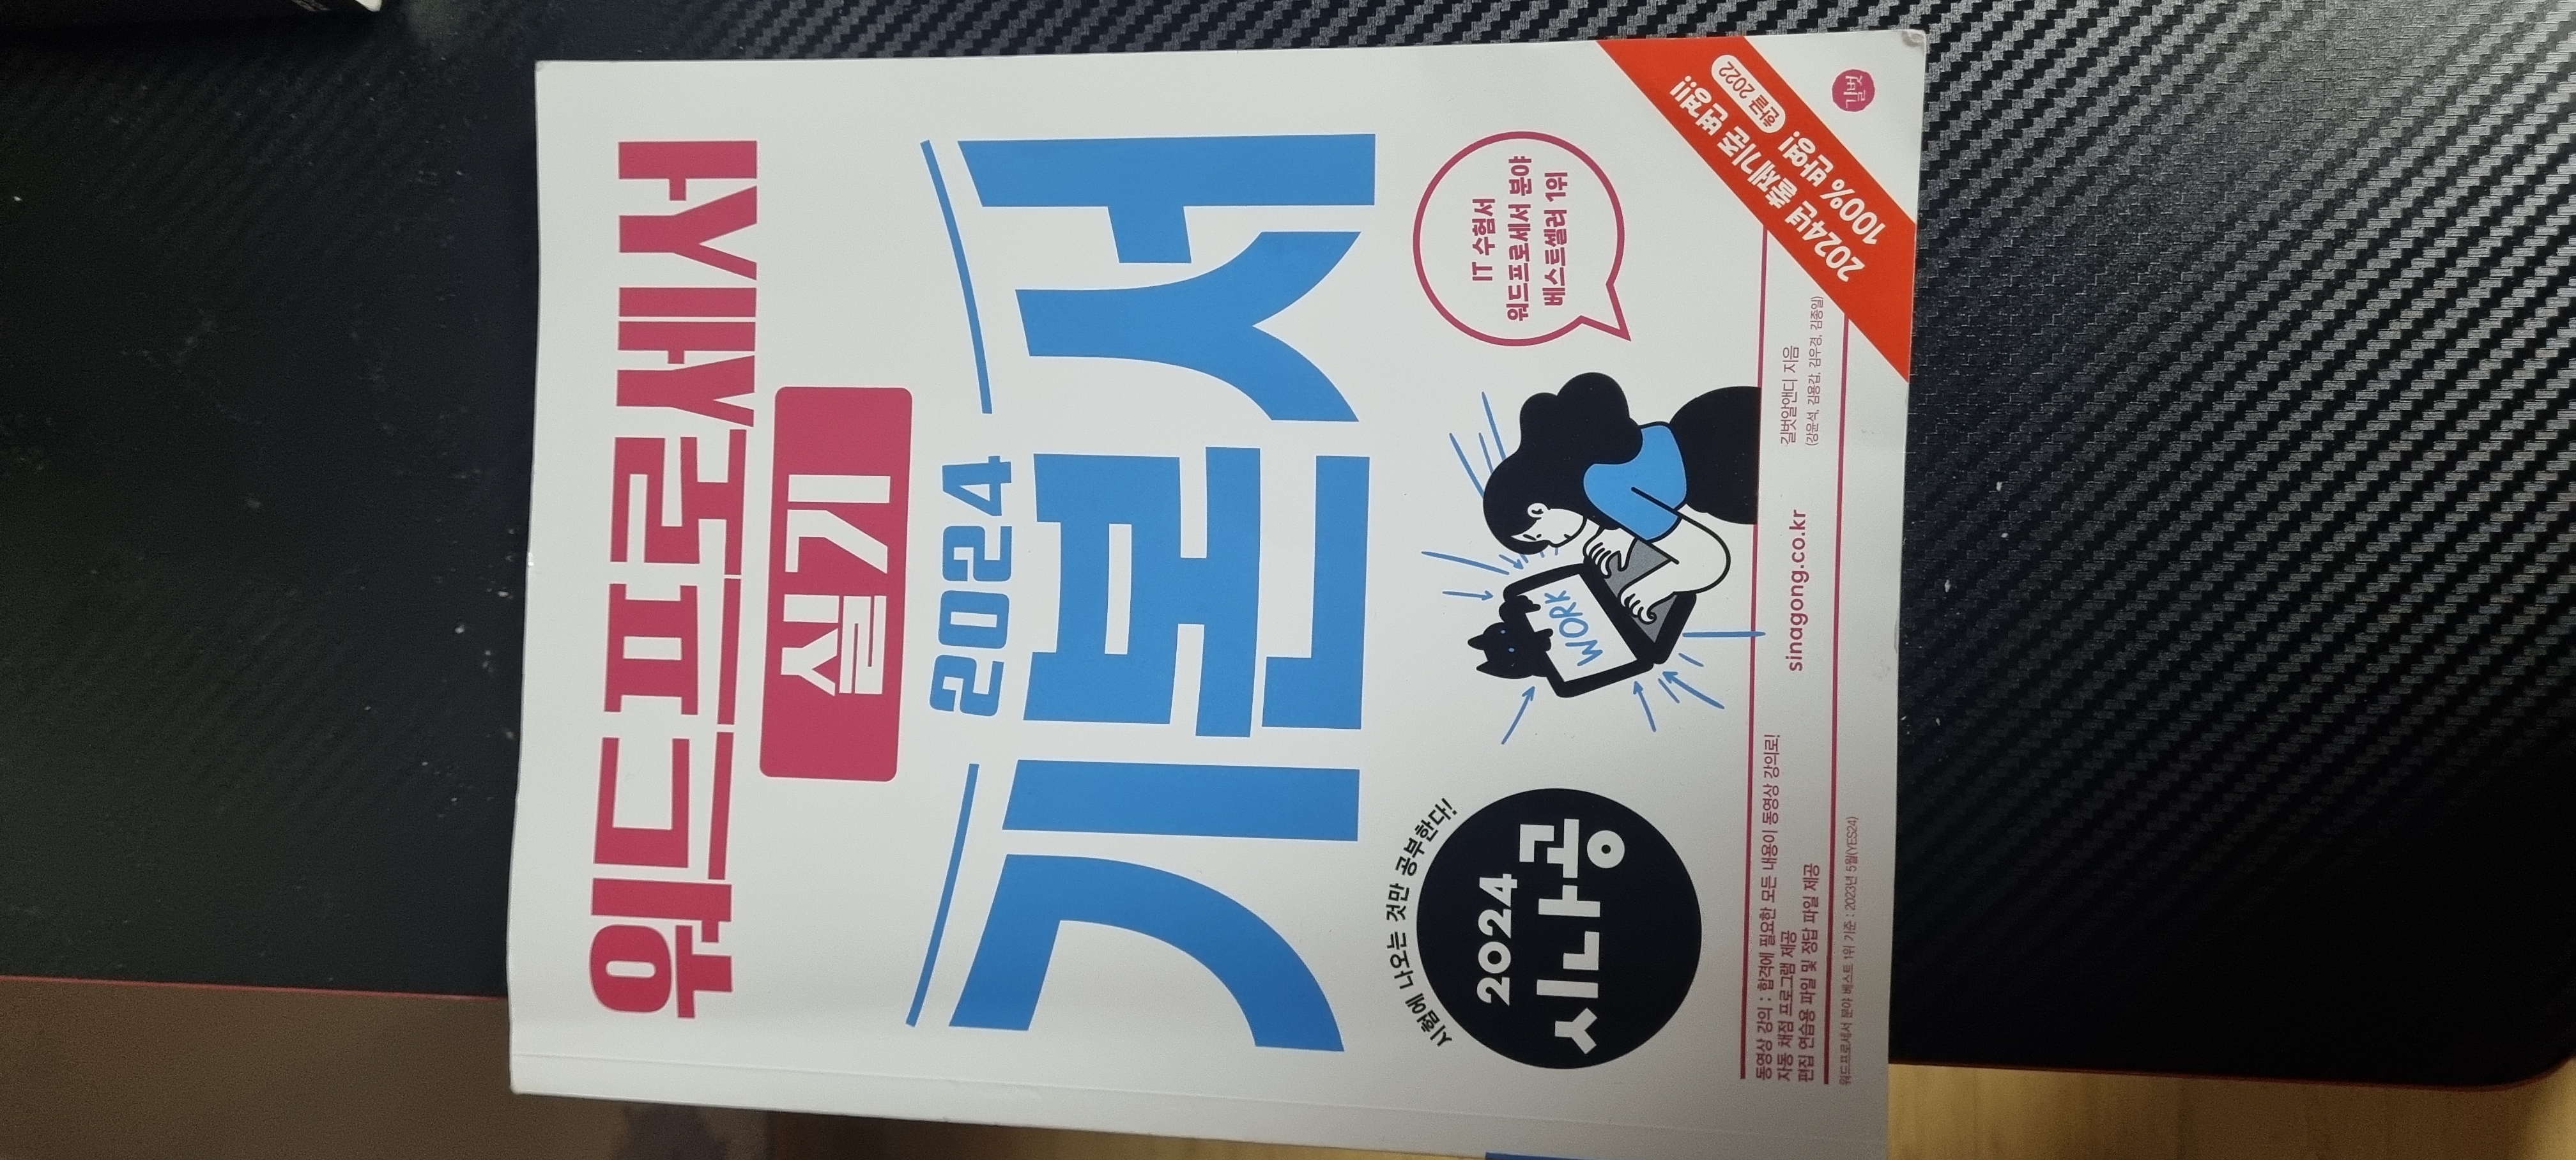 워드프로세서
실기
2024
기본서
IT 수험서
워드프로세서 분야
베스트셀러 1위
2024년 출제기준 변경!!
한글 2022
100% 반영!
길벗
WORK
시험에 나오는 것만 공부한다!
2024
시나공
동영상 강의 : 합격에 필요한 모든 내용이 동영상 강의로!
자동 채점 프로그램 제공
편집 연습용 파일 및 정답 파일 제공
sinagong.co.kr
길벗알앤디 지음
(강윤석, 김용갑, 김우경, 김종일)
워드프로세서 분야 베스트 1위 기준 : 2023년 5월(YES24)